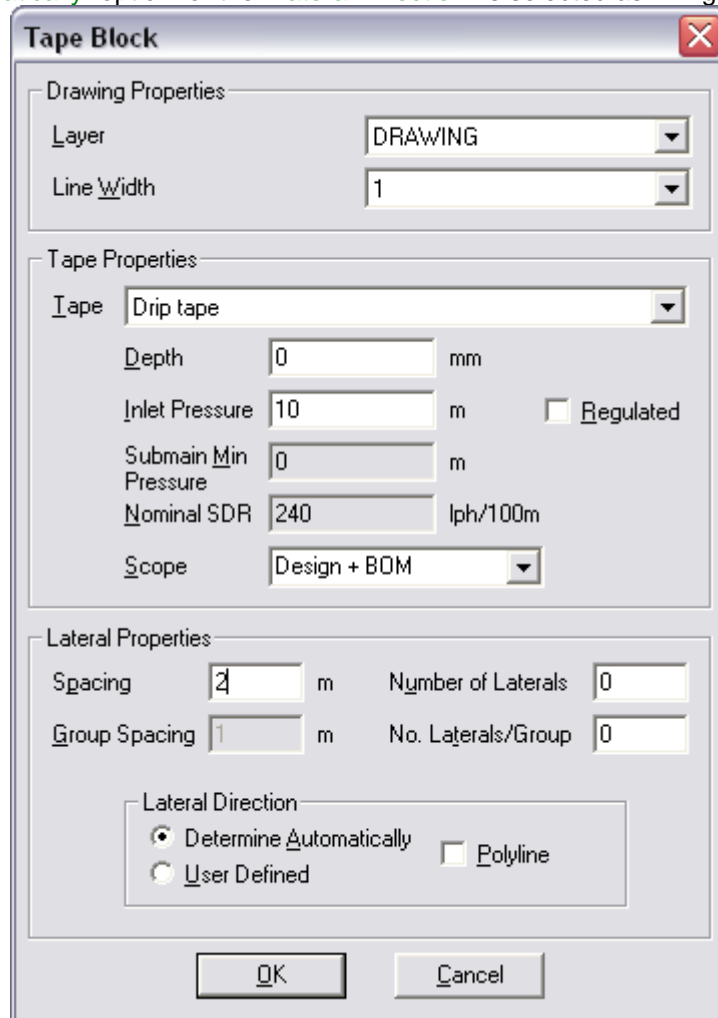 Tape Block
Drawing Properties
Layer DRAWING
Line Width 1
Tape Properties
Tape Drip tape
Depth 0 mm
Inlet Pressure 10 m Regulated
Submain Min Pressure 0 m
Nominal SDR 240 lph/100m
Scope Design + BOM
Lateral Properties
Spacing 2 m Number of Laterals 0
Group Spacing 1 m No. Laterals/Group 0
Lateral Direction
Determine Automatically Polyline
User Defined
OK Cancel